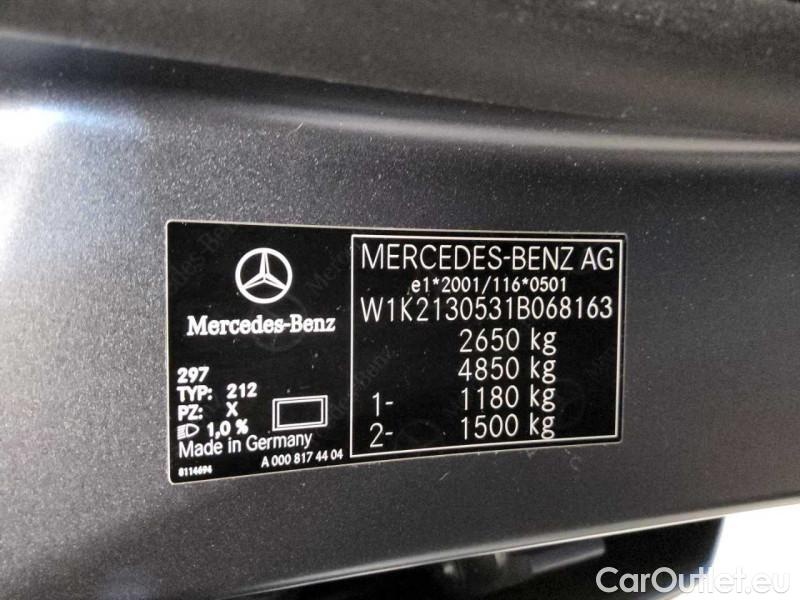 Mercedes-Benz
297
TYP: 212
PZ: X
1,0 %
Made in Germany
8114694
A 000 817 44 04
MERCEDES-BENZ AG
e1*2001/116*0501
W1K2130531B068163
2650 kg
4850 kg
1- 1180 kg
2- 1500 kg
CarOutlet.eu